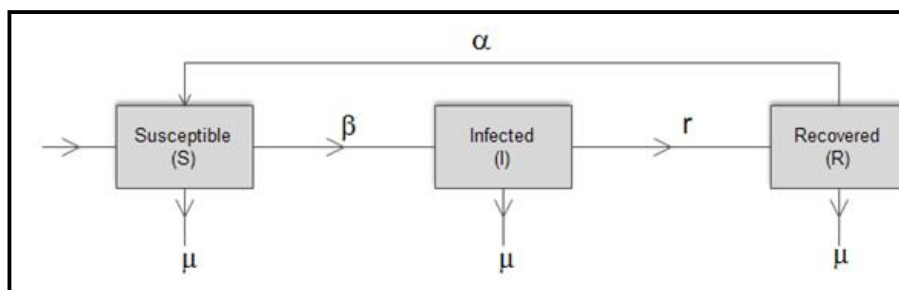 α
Susceptible
(S)
β
Infected
(I)
r
Recovered
(R)
μ
μ
μ